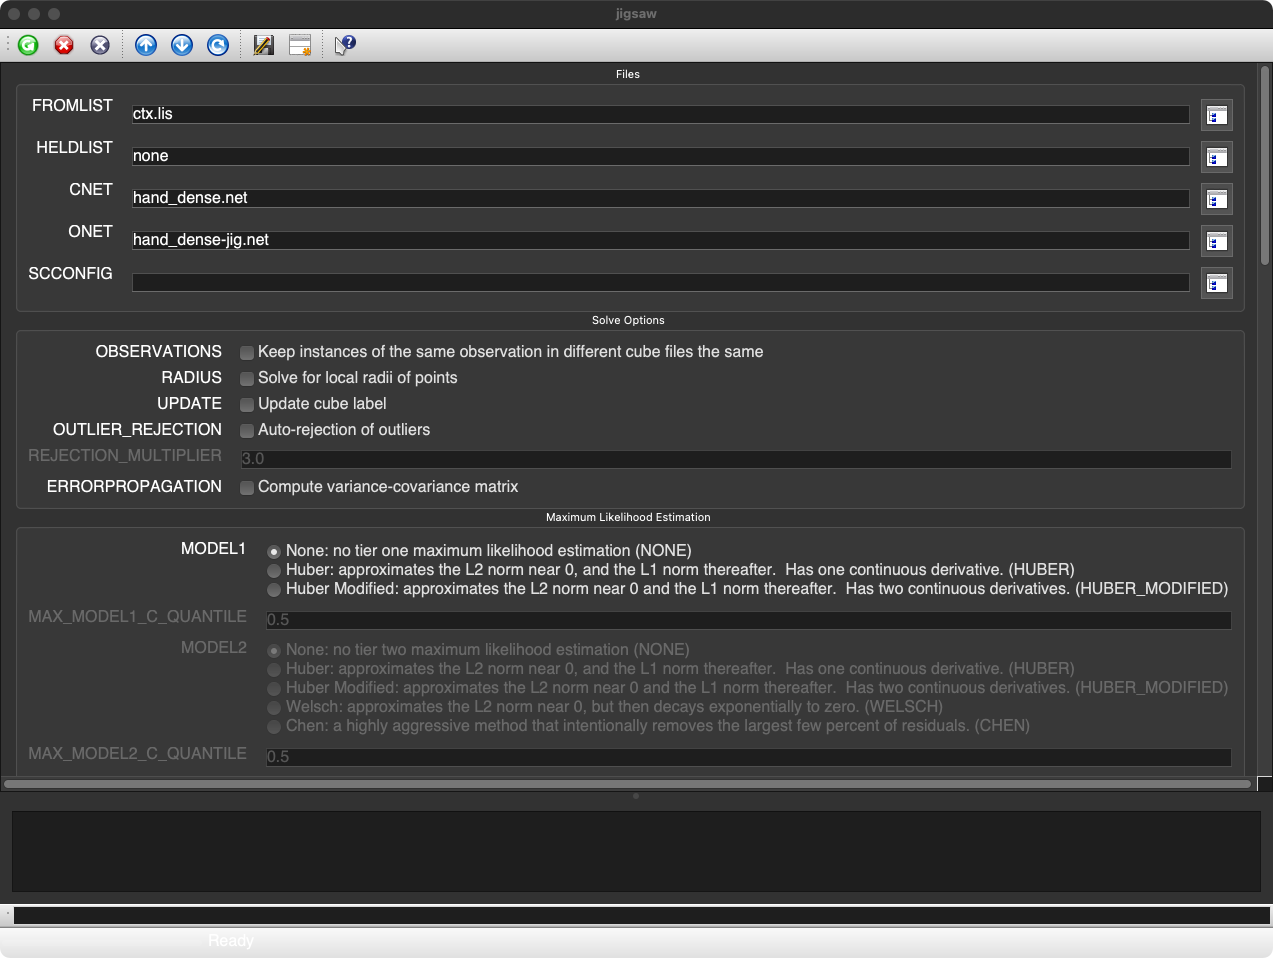 jigsaw
Files
FROMLIST ctx.lis
HELDLIST none
CNET hand_dense.net
ONET hand_dense-jig.net
SCCONFIG
Solve Options
OBSERVATIONS Keep instances of the same observation in different cube files the same
RADIUS Solve for local radii of points
UPDATE Update cube label
OUTLIER_REJECTION Auto-rejection of outliers
REJECTION_MULTIPLIER 3.0
ERRORPROPAGATION Compute variance-covariance matrix
Maximum Likelihood Estimation
MODEL1 None: no tier one maximum likelihood estimation (NONE)
Huber: approximates the L2 norm near 0, and the L1 norm thereafter.  Has one continuous derivative. (HUBER)
Huber Modified: approximates the L2 norm near 0 and the L1 norm thereafter.  Has two continuous derivatives. (HUBER_MODIFIED)
MAX_MODEL1_C_QUANTILE 0.5
MODEL2 None: no tier two maximum likelihood estimation (NONE)
Huber: approximates the L2 norm near 0, and the L1 norm thereafter.  Has one continuous derivative. (HUBER)
Huber Modified: approximates the L2 norm near 0 and the L1 norm thereafter.  Has two continuous derivatives. (HUBER_MODIFIED)
Welsch: approximates the L2 norm near 0, but then decays exponentially to zero. (WELSCH)
Chen: a highly aggressive method that intentionally removes the largest few percent of residuals. (CHEN)
MAX_MODEL2_C_QUANTILE 0.5
Ready